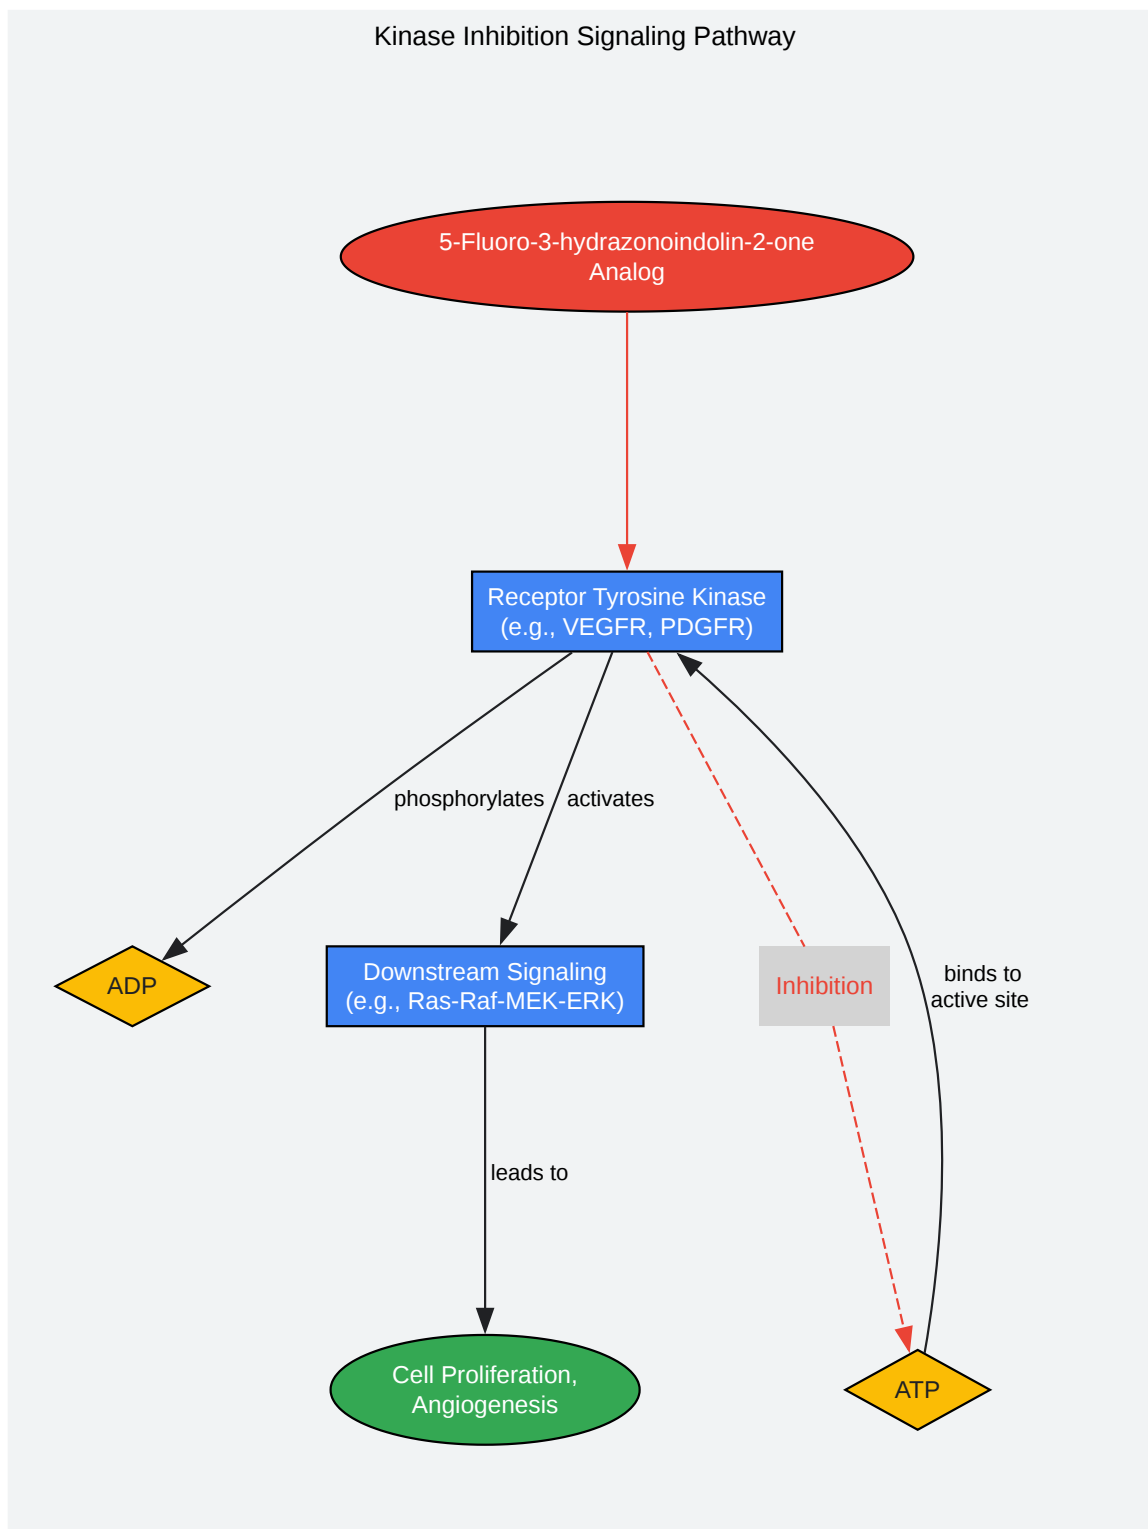 Kinase Inhibition Signaling Pathway
5-Fluoro-3-hydrazonoindolin-2-one
Analog
Receptor Tyrosine Kinase
(e.g., VEGFR, PDGFR)
phosphorylates
activates
ADP
Downstream Signaling
(e.g., Ras-Raf-MEK-ERK)
Inhibition
binds to
active site
leads to
Cell Proliferation,
Angiogenesis
ATP